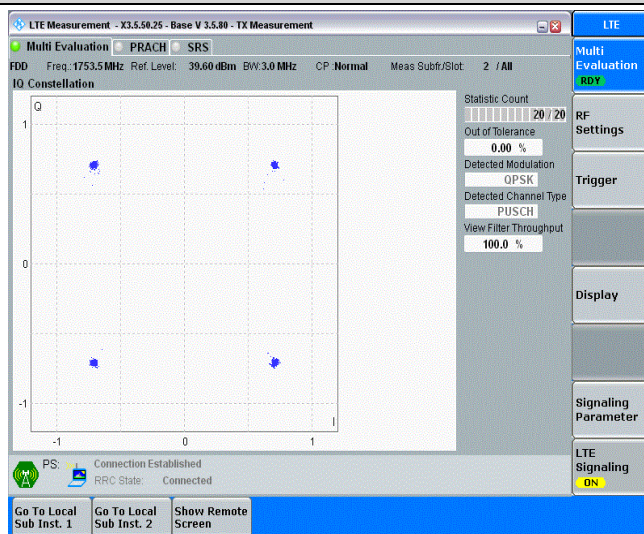 LTE Measurement - X3.5.50.25 - Base V 3.5.80 - TX Measurement
LTE
Multi Evaluation PRACH SRS
FDD Freq.:1753.5 MHz Ref. Level: 39.60 dBm BW:3.0 MHz CP :Normal Meas Subfr./Slot: 2 / All
IQ Constellation
Q
1
0
-1
-1 0 1
I
Statistic Count
20 / 20
Out of Tolerance
0.00 %
Detected Modulation
QPSK
Detected Channel Type
PUSCH
View Filter Throughput
100.0 %
Multi
Evaluation
RDY
RF
Settings
Trigger
Display
Signaling
Parameter
LTE
Signaling
ON
PS: Connection Established
RRC State: Connected
Go To Local
Sub Inst. 1
Go To Local
Sub Inst. 2
Show Remote
Screen